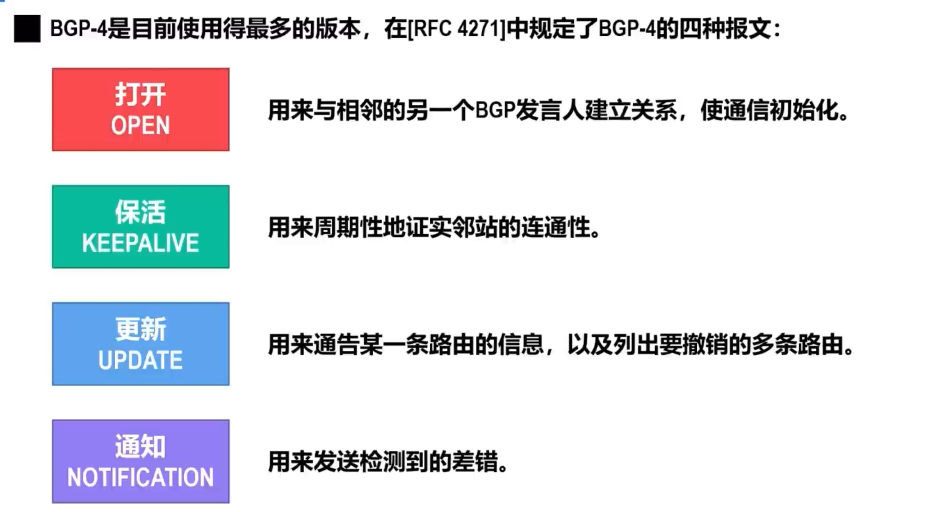 BGP-4是目前使用得最多的版本，在[RFC 4271]中规定了BGP-4的四种报文：
打开
OPEN
用来与相邻的另一个BGP发言人建立关系，使通信初始化。
保活
KEEPALIVE
用来周期性地证实邻站的连通性。
更新
UPDATE
用来通告某一条路由的信息，以及列出要撤销的多条路由。
通知
NOTIFICATION
用来发送检测到的差错。